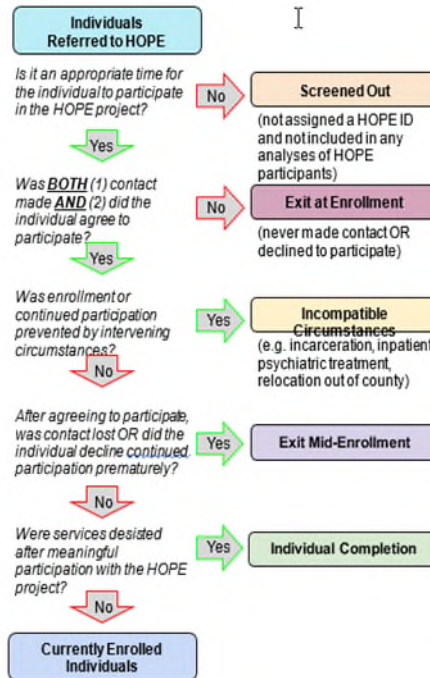 Individuals
Referred to HOPE
Is it an appropriate time for
the individual to participate
in the HOPE project?
No
Screened Out
(not assigned a HOPE ID
and not included in any
analyses of HOPE
participants)
Yes
Was BOTH (1) contact
made AND (2) did the
individual agree to
participate?
No
Exit at Enrollment
(never made contact OR
declined to participate)
Yes
Was enrollment or
continued participation
prevented by intervening
circumstances?
Yes
Incompatible
Circumstances
(e.g. incarceration, inpatient
psychiatric treatment,
relocation out of county)
No
After agreeing to participate,
was contact lost OR did the
individual decline continued
participation prematurely?
Yes
Exit Mid-Enrollment
No
Were services desisted
after meaningful
participation with the HOPE
project?
Yes
Individual Completion
No
Currently Enrolled
Individuals